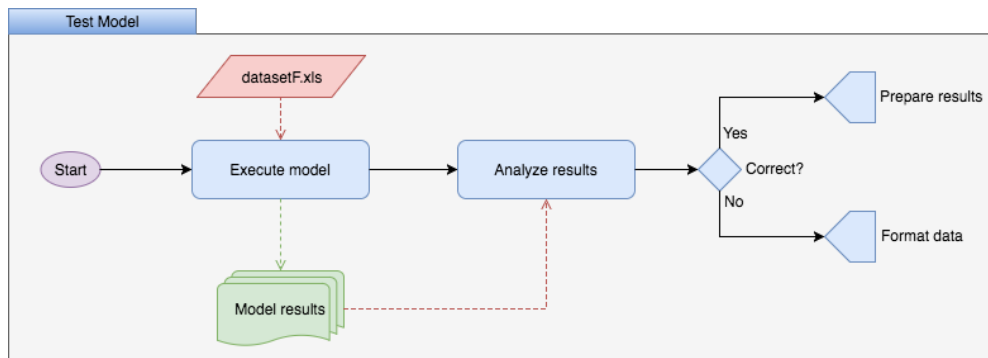 Test Model
datasetF.xls
Prepare results
Yes
Start
Execute model
Analyze results
Correct?
No
Format data
Model results